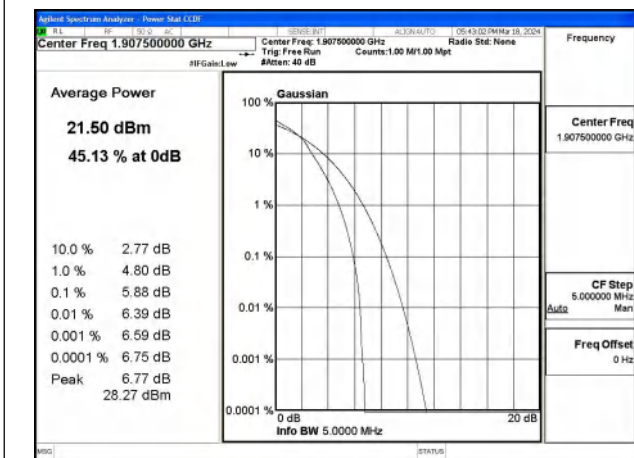 Agilent Spectrum Analyzer - Power Stat CCDF
RL RF 50 Ω AC SENSE:INT ALIGNAUTO 05:43:02 PM Mar 18, 2024
Center Freq 1.907500000 GHz
Center Freq: 1.907500000 GHz Radio Std: None
Trig: Free Run Counts:1.00 M/1.00 Mpt
#IFGain:Low #Atten: 40 dB
Frequency
Average Power
21.50 dBm
45.13 % at 0dB
10.0 % 2.77 dB
1.0 % 4.80 dB
0.1 % 5.88 dB
0.01 % 6.39 dB
0.001 % 6.59 dB
0.0001 % 6.75 dB
Peak 6.77 dB
28.27 dBm
Gaussian
100 %
10 %
1 %
0.1 %
0.01 %
0.001 %
0.0001 %
0 dB 20 dB
Info BW 5.0000 MHz
Center Freq
1.907500000 GHz
CF Step
5.000000 MHz
Auto Man
Freq Offset
0 Hz
MSG STATUS